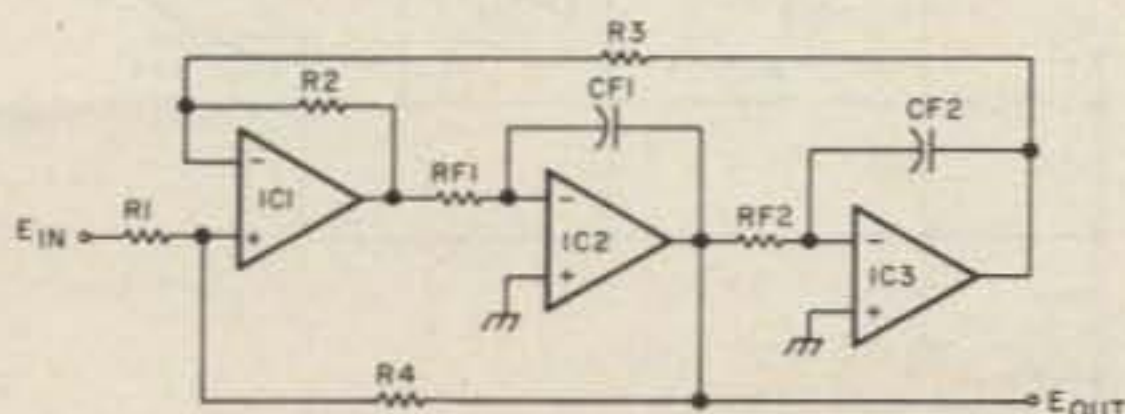 R3
R2
CF1
CF2
RF1
IC1
R1
E IN
RF2
IC2
IC3
R4
E OUT